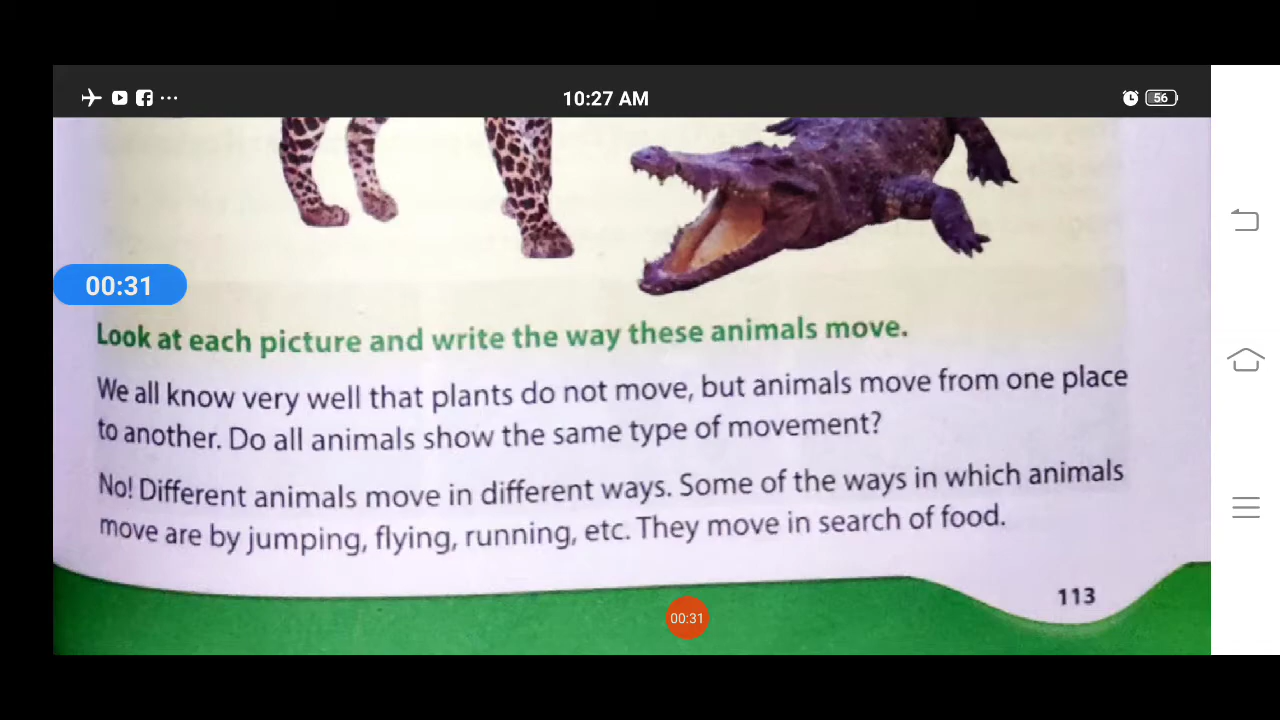 10:27 AM
56
00:31
Look at each picture and write the way these animals move.
We all know very well that plants do not move, but animals move from one place
to another. Do all animals show the same type of movement?
No! Different animals move in different ways. Some of the ways in which animals
move are by jumping, flying, running, etc. They move in search of food.
113
00:31